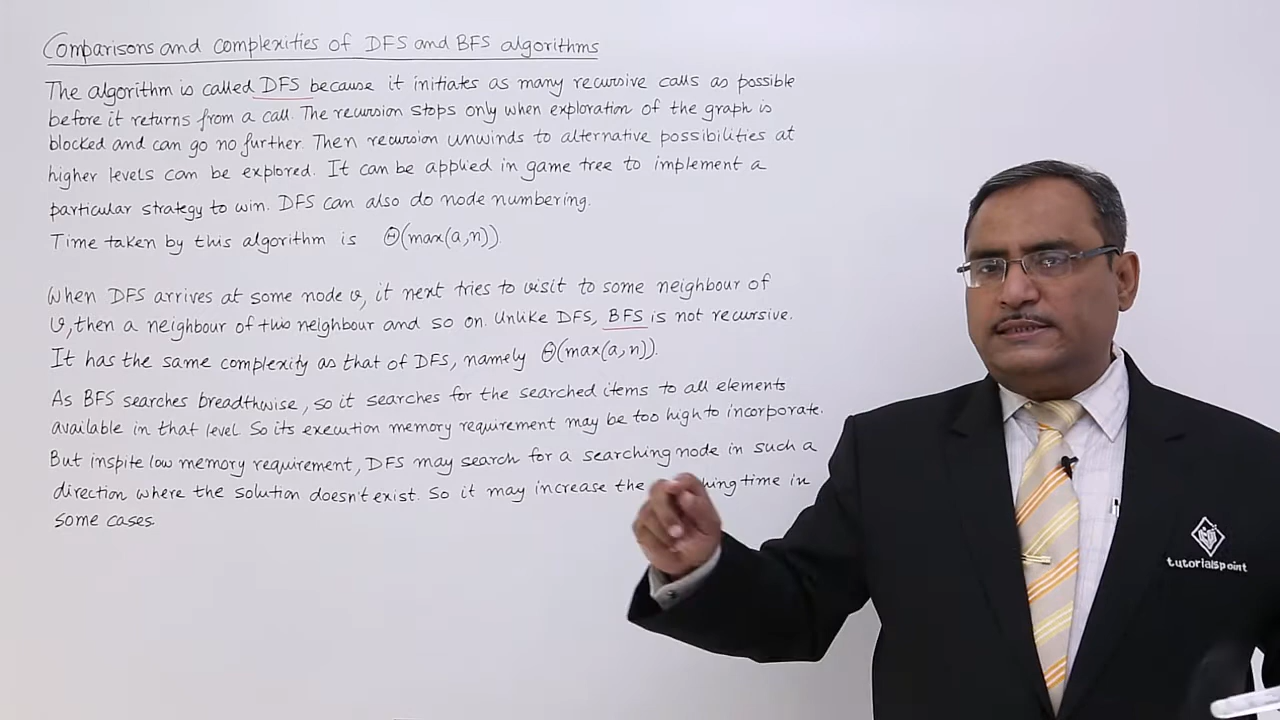 Comparisons and complexities of DFS and BFS algorithms
The algorithm is called DFS because it initiates as many recursive calls as possible
before it returns from a call. The recursion stops only when exploration of the graph is
blocked and can go no further. Then recursion unwinds to alternative possibilities at
higher levels can be explored. It can be applied in game tree to implement a
particular strategy to win. DFS can also do node numbering.
Time taken by this algorithm is Θ(max(a,n)).
When DFS arrives at some node v, it next tries to visit to some neighbour of
v, then a neighbour of this neighbour and so on. Unlike DFS, BFS is not recursive.
It has the same complexity as that of DFS, namely Θ(max(a,n)).
As BFS searches breadthwise, so it searches for the searched items to all elements
available in that level. So its execution memory requirement may be too high to incorporate.
But inspite low memory requirement, DFS may search for a searching node in such a
direction where the solution doesn't exist. So it may increase the time in
some cases.
tutorialspoint